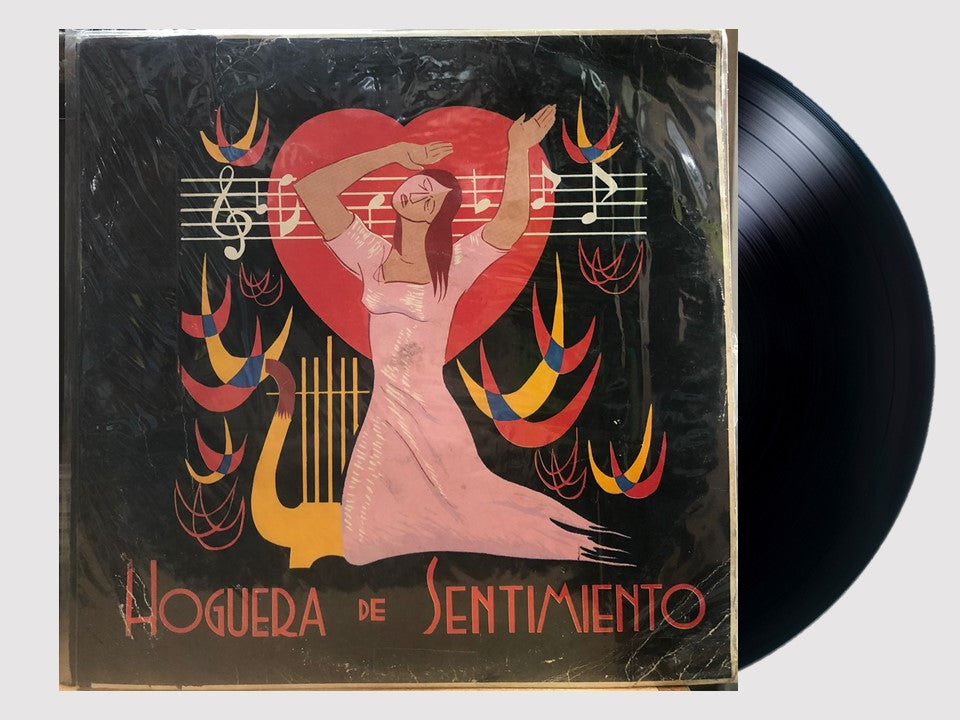 HOGUERA DE SENTIMIENTO